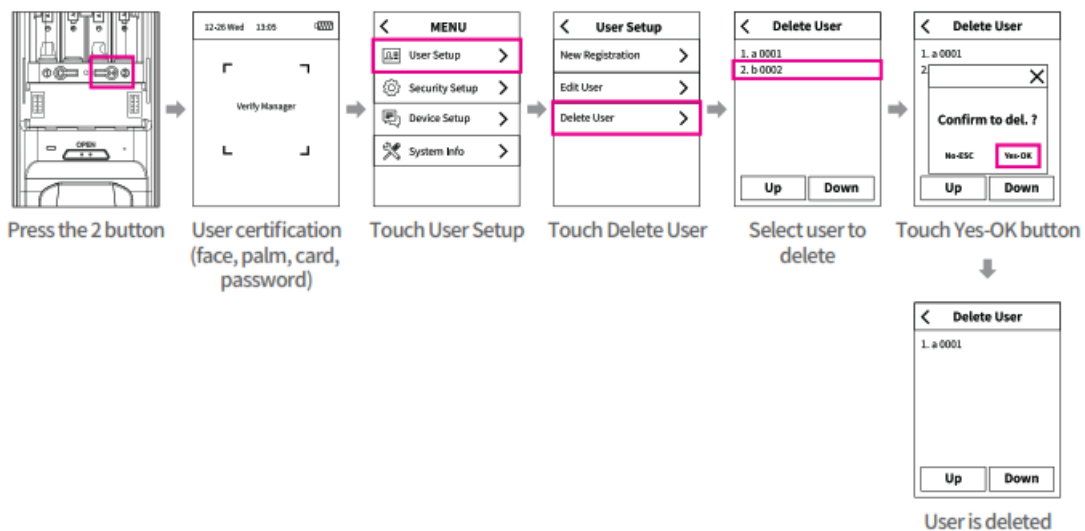 OPEN
Press the 2 button
12-26 Wed 13:05
Verify Manager
User certification
(face, palm, card,
password)
MENU
User Setup
Security Setup
Device Setup
System Info
Touch User Setup
User Setup
New Registration
Edit User
Delete User
Touch Delete User
Delete User
1. a 0001
2. b 0002
Up Down
Select user to
delete
Delete User
1. a 0001
2
Confirm to del. ?
No-ESC Yes-OK
Up Down
Touch Yes-OK button
Delete User
1. a 0001
Up Down
User is deleted